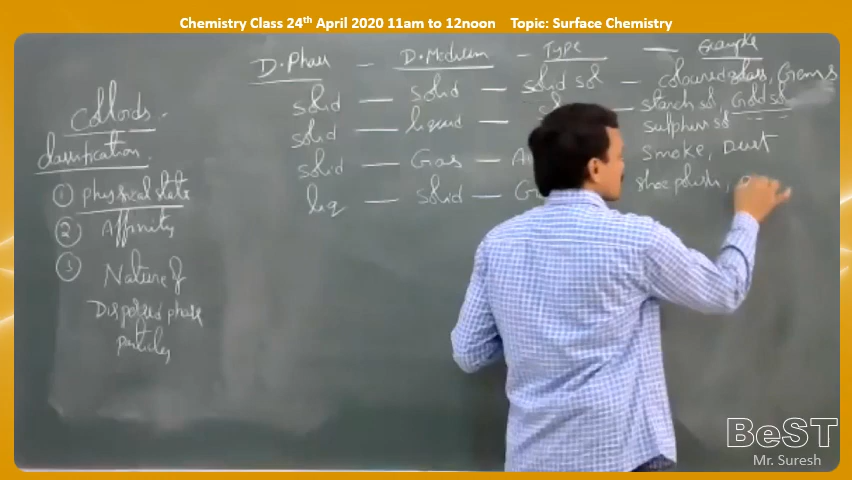 Chemistry Class 24th April 2020 11am to 12noon Topic: Surface Chemistry
Colloids.
classification.
① physical state
② Affinity
③ Nature of
Dispersed phase
particles
D. Phase — D. Medium — Type — Example
solid — solid — solid sol — coloured glass, Gems
solid — liquid — starch sol, Gold sol
sulphur sol
solid — Gas — Smoke, Dust
liq — solid — shoe polish,
BeST
Mr. Suresh